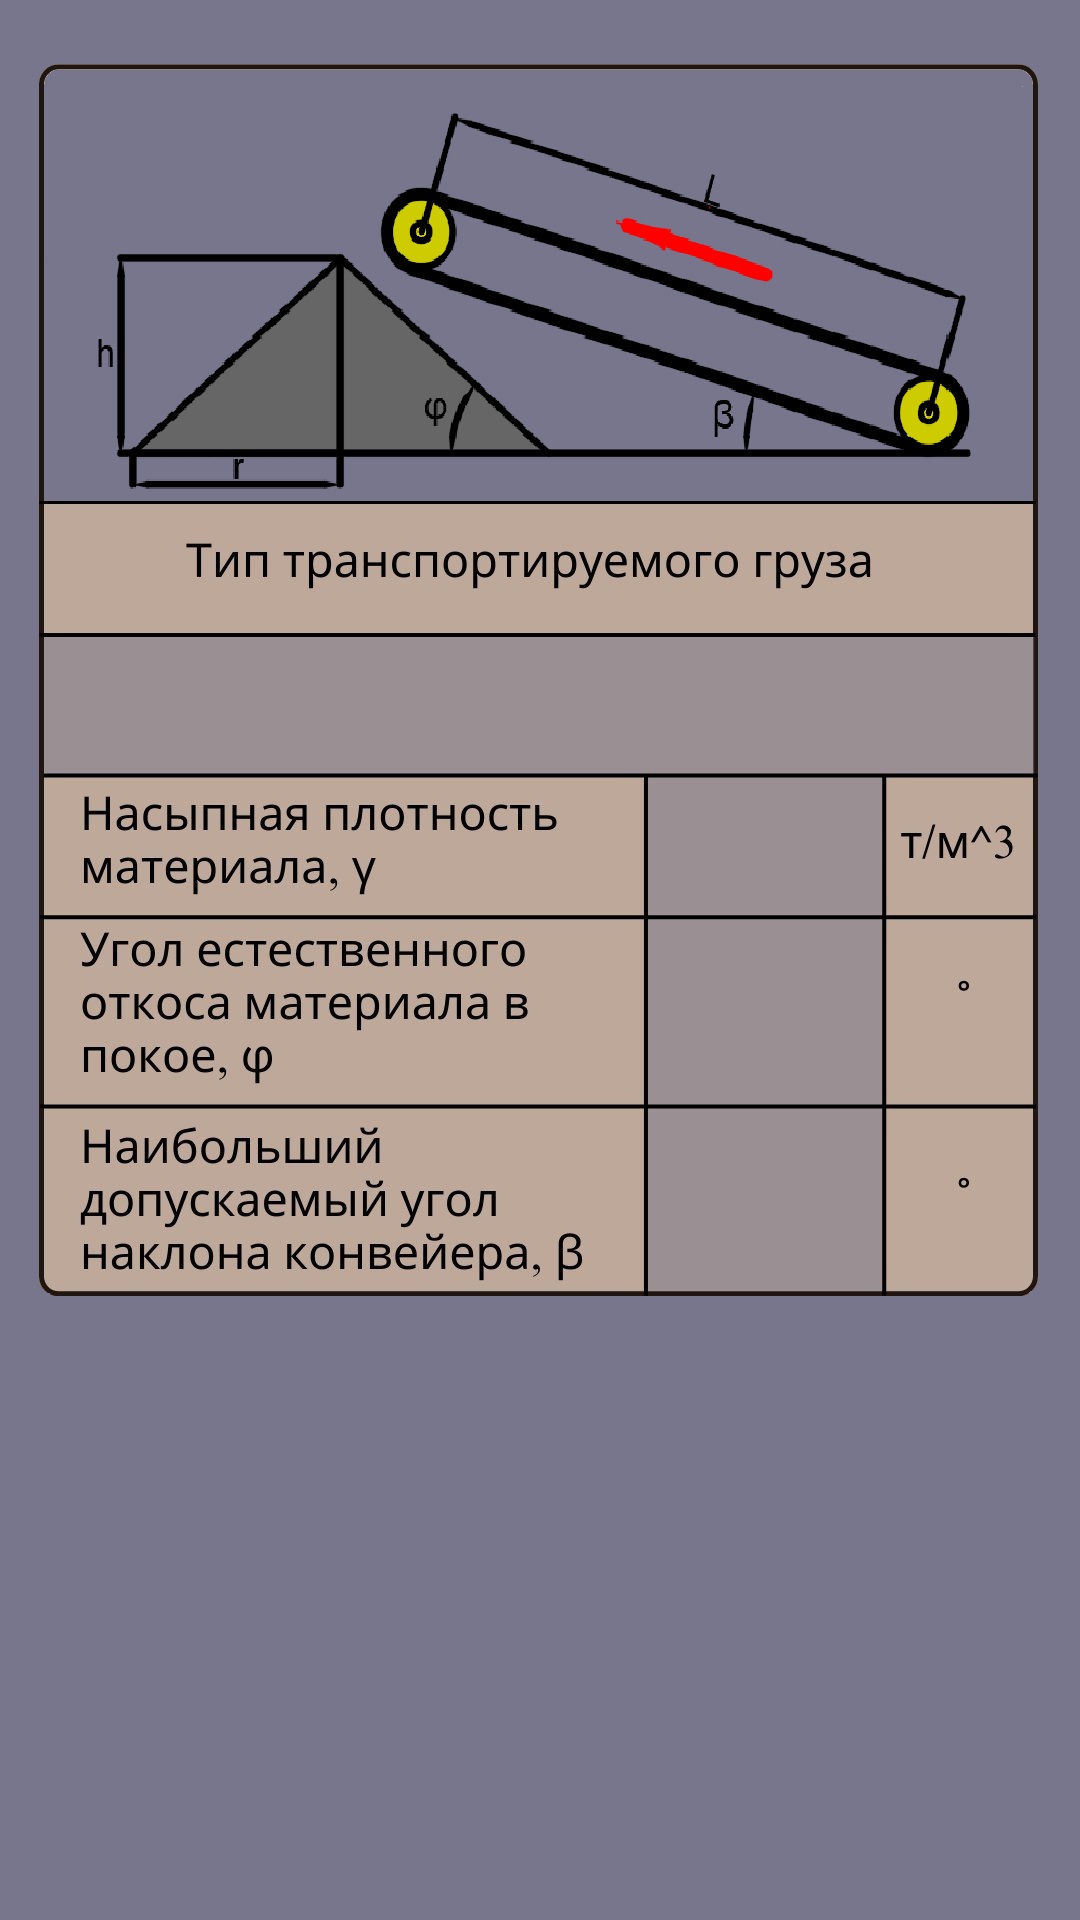 L
h
φ
β
r
Тип транспортируемого груза
Насыпная плотность
материала, γ
т/м^3
Угол естественного
откоса материала в
покое, φ
°
Наибольший
допускаемый угол
наклона конвейера, β
°